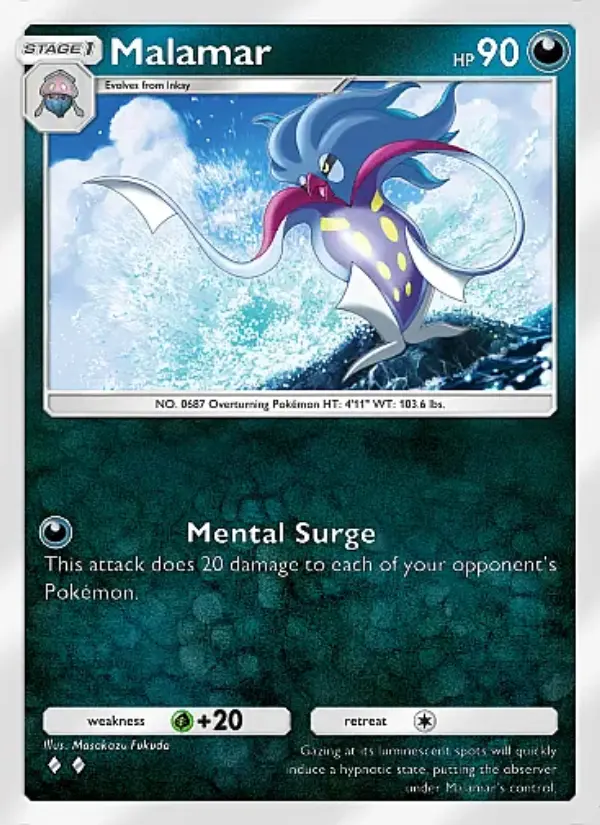 STAGE 1 Malamar HP 90
Evolves from Inkay
NO. 0687 Overturning Pokémon HT: 4'11" WT: 103.6 lbs.
Mental Surge
This attack does 20 damage to each of your opponent's
Pokémon.
weakness +20 retreat
Illus. Masakazu Fukuda
Gazing at its luminescent spots will quickly
induce a hypnotic state, putting the observer
under Malamar's control.